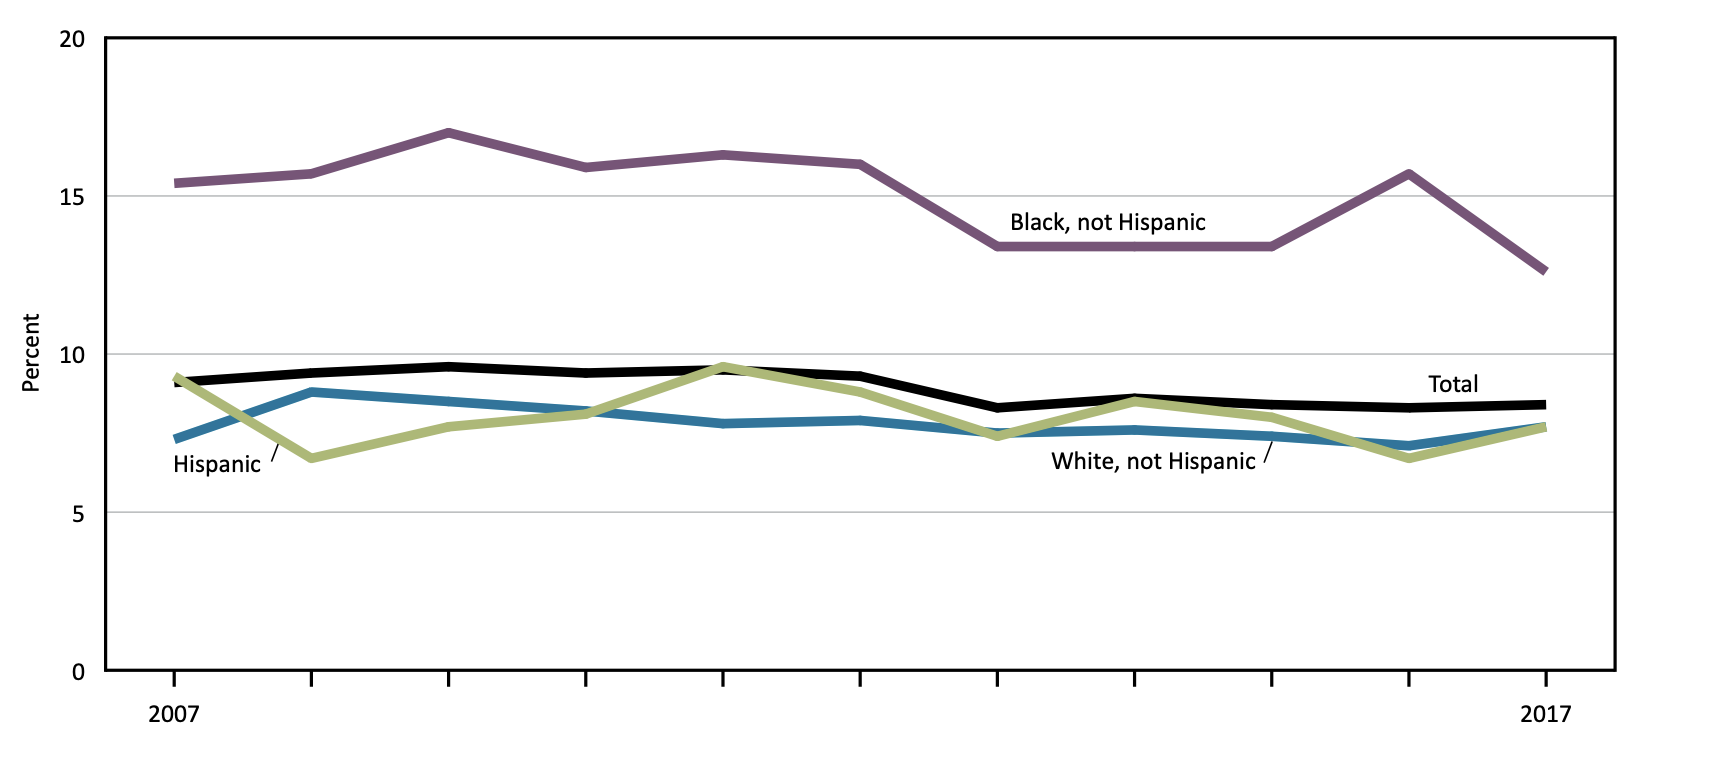 20
15
Black, not Hispanic
Percent
10
Total
Hispanic
White, not Hispanic
5
0
2007
2017